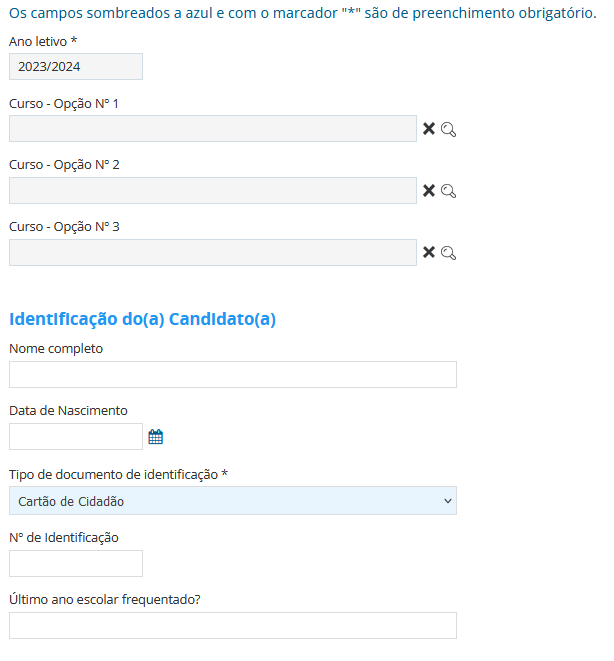 Os campos sombreados a azul e com o marcador "*" são de preenchimento obrigatório.
Ano letivo *
2023/2024
Curso - Opção Nº 1
Curso - Opção Nº 2
Curso - Opção Nº 3
Identificação do(a) Candidato(a)
Nome completo
Data de Nascimento
Tipo de documento de identificação *
Cartão de Cidadão
Nº de Identificação
Último ano escolar frequentado?